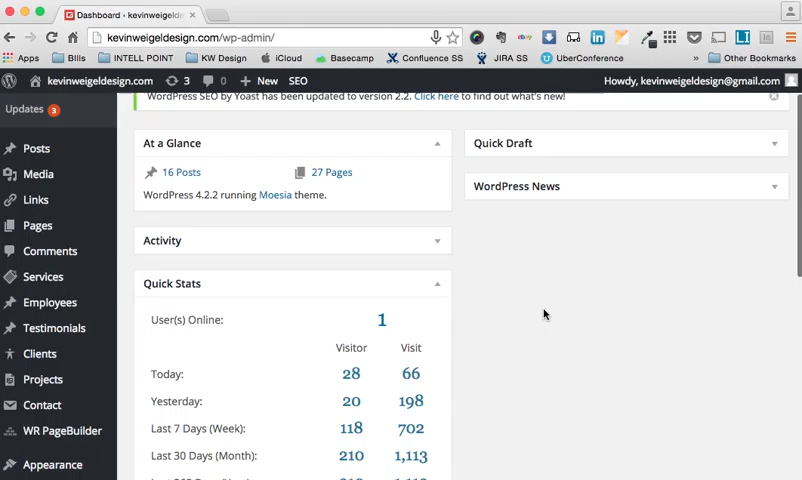 Dashboard ‹ kevinweigeldes
kevinweigeldesign.com/wp-admin/
Apps BIlls INTELL POINT KW Design iCloud Basecamp Confluence SS JIRA SS UberConference » Other Bookmarks
kevinweigeldesign.com 3 0 New SEO Howdy, kevinweigeldesign@gmail.com
WordPress SEO by Yoast has been updated to version 2.2. Click here to find out what's new!
Updates 3
Posts
Media
Links
Pages
Comments
Services
Employees
Testimonials
Clients
Projects
Contact
WR PageBuilder
Appearance
At a Glance
16 Posts 27 Pages
WordPress 4.2.2 running Moesia theme.
Activity
Quick Stats
User(s) Online: 1
Visitor Visit
Today: 28 66
Yesterday: 20 198
Last 7 Days (Week): 118 702
Last 30 Days (Month): 210 1,113
Quick Draft
WordPress News